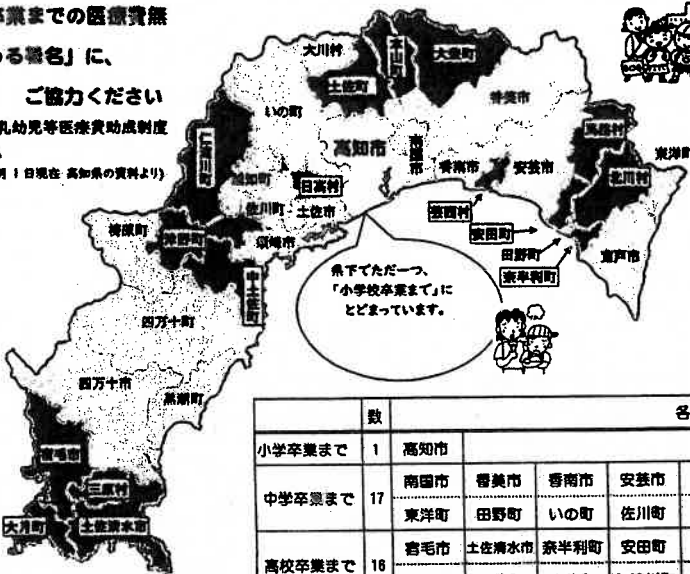 卒業までの医療費無
める署名」に、
ご協力ください
乳幼児等医療費助成制度
月1日現在 高知県の資料より)
大川村
本山町
大豊町
土佐町
いの町
香美市
高知市
南国市
仁淀川町
越知町
日高村
佐川町
土佐市
香南市
安芸市
馬路村
東洋町
北川村
芸西村
安田町
田野町
奈半利町
室戸市
梼原町
津野町
須崎市
中土佐町
四万十町
四万十市
黒潮町
宿毛市
三原村
大月町
土佐清水市
県下でただ一つ、
「小学校卒業まで」に
とどまっています。
数 名
小学卒業まで 1 高知市
中学卒業まで 17 南国市 香美市 香南市 安芸市
東洋町 田野町 いの町 佐川町
高校卒業まで 16 宿毛市 土佐清水市 奈半利町 安田町